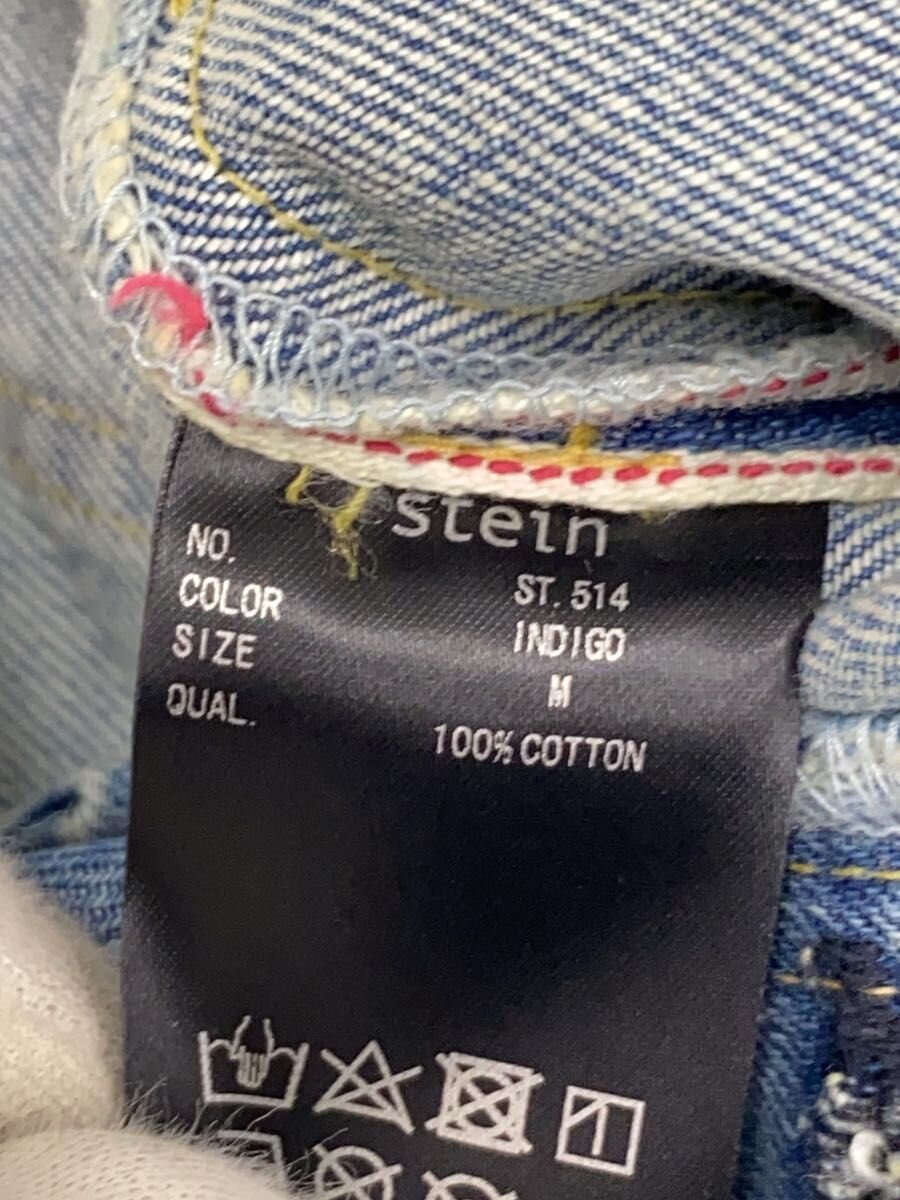 stein
NO. ST. 514
COLOR INDIGO
SIZE M
QUAL. 100% COTTON